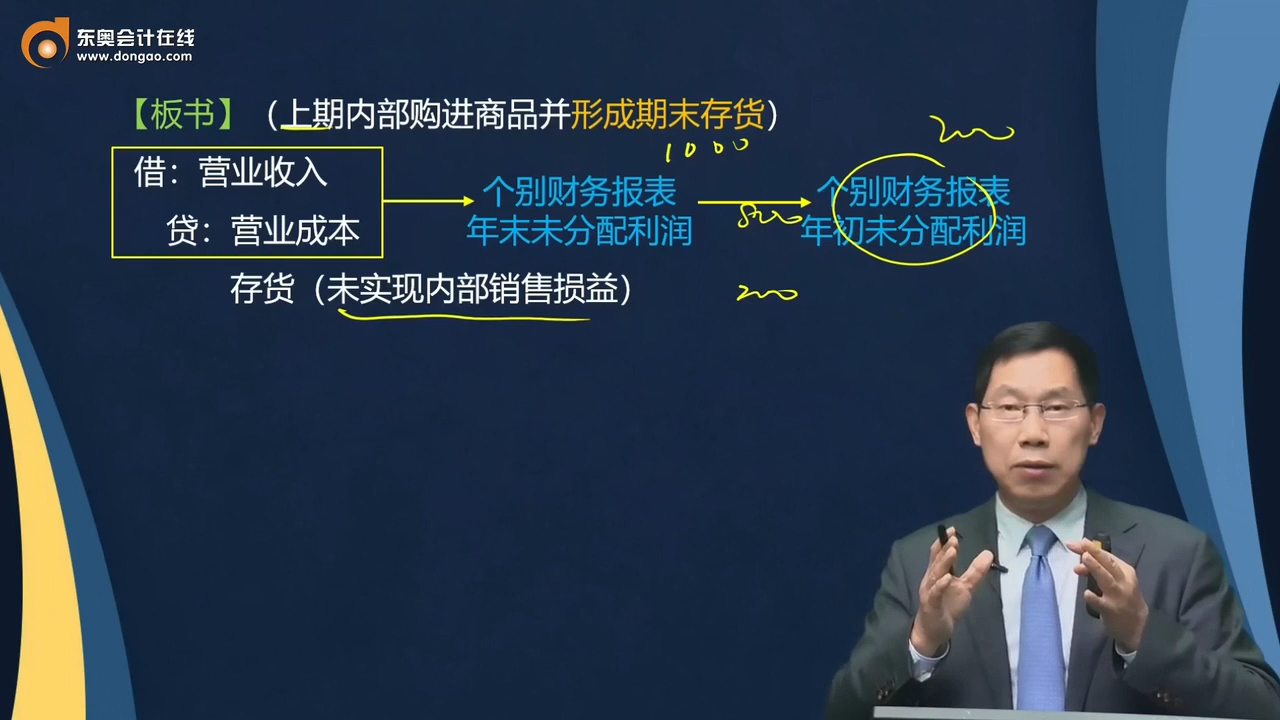 东奥会计在线
www.dongao.com
【板书】（上期内部购进商品并形成期末存货）
1000
2000
借：营业收入
贷：营业成本
存货（未实现内部销售损益）
个别财务报表
年末未分配利润
800
200
个别财务报表
年初未分配利润